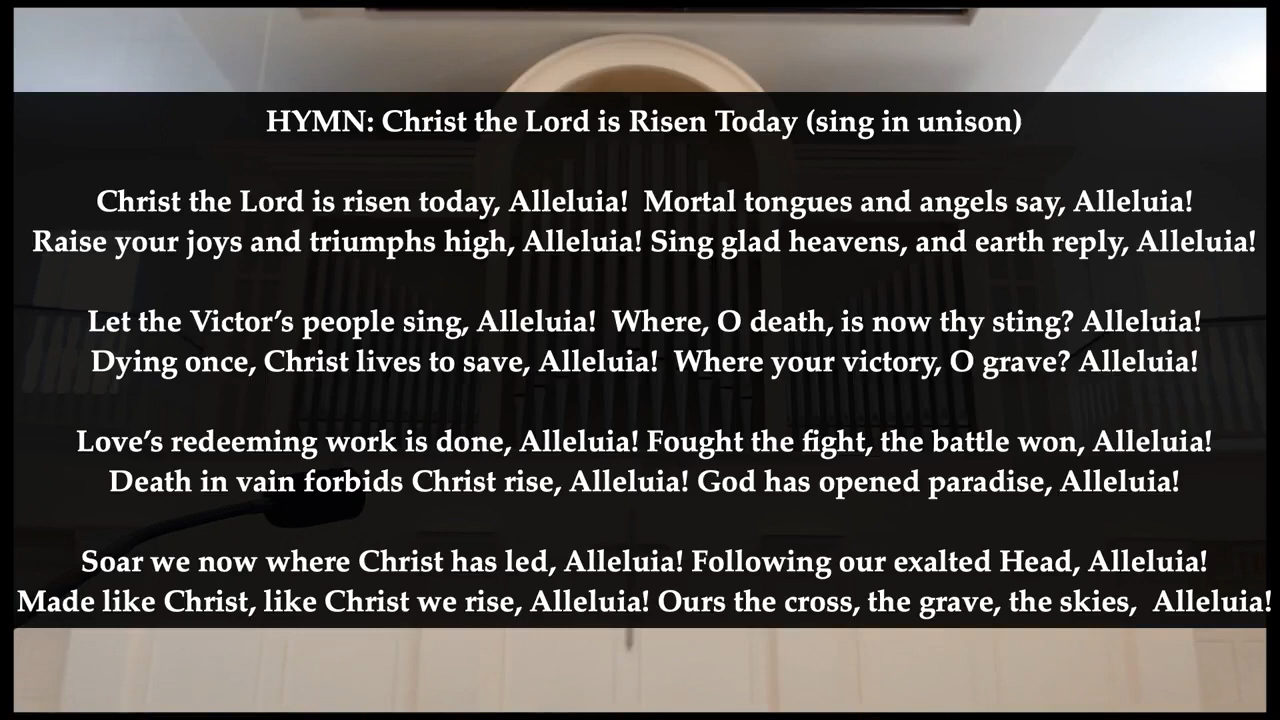 HYMN: Christ the Lord is Risen Today (sing in unison)
Christ the Lord is risen today, Alleluia!  Mortal tongues and angels say, Alleluia!
Raise your joys and triumphs high, Alleluia! Sing glad heavens, and earth reply, Alleluia!
Let the Victor’s people sing, Alleluia!  Where, O death, is now thy sting? Alleluia!
Dying once, Christ lives to save, Alleluia!  Where your victory, O grave? Alleluia!
Love’s redeeming work is done, Alleluia! Fought the fight, the battle won, Alleluia!
Death in vain forbids Christ rise, Alleluia! God has opened paradise, Alleluia!
Soar we now where Christ has led, Alleluia! Following our exalted Head, Alleluia!
Made like Christ, like Christ we rise, Alleluia! Ours the cross, the grave, the skies,  Alleluia!